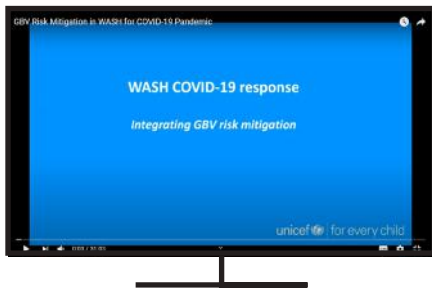 GBV Risk Mitigation in WASH for COVID-19 Pandemic
WASH COVID-19 response
Integrating GBV risk mitigation
unicef for every child